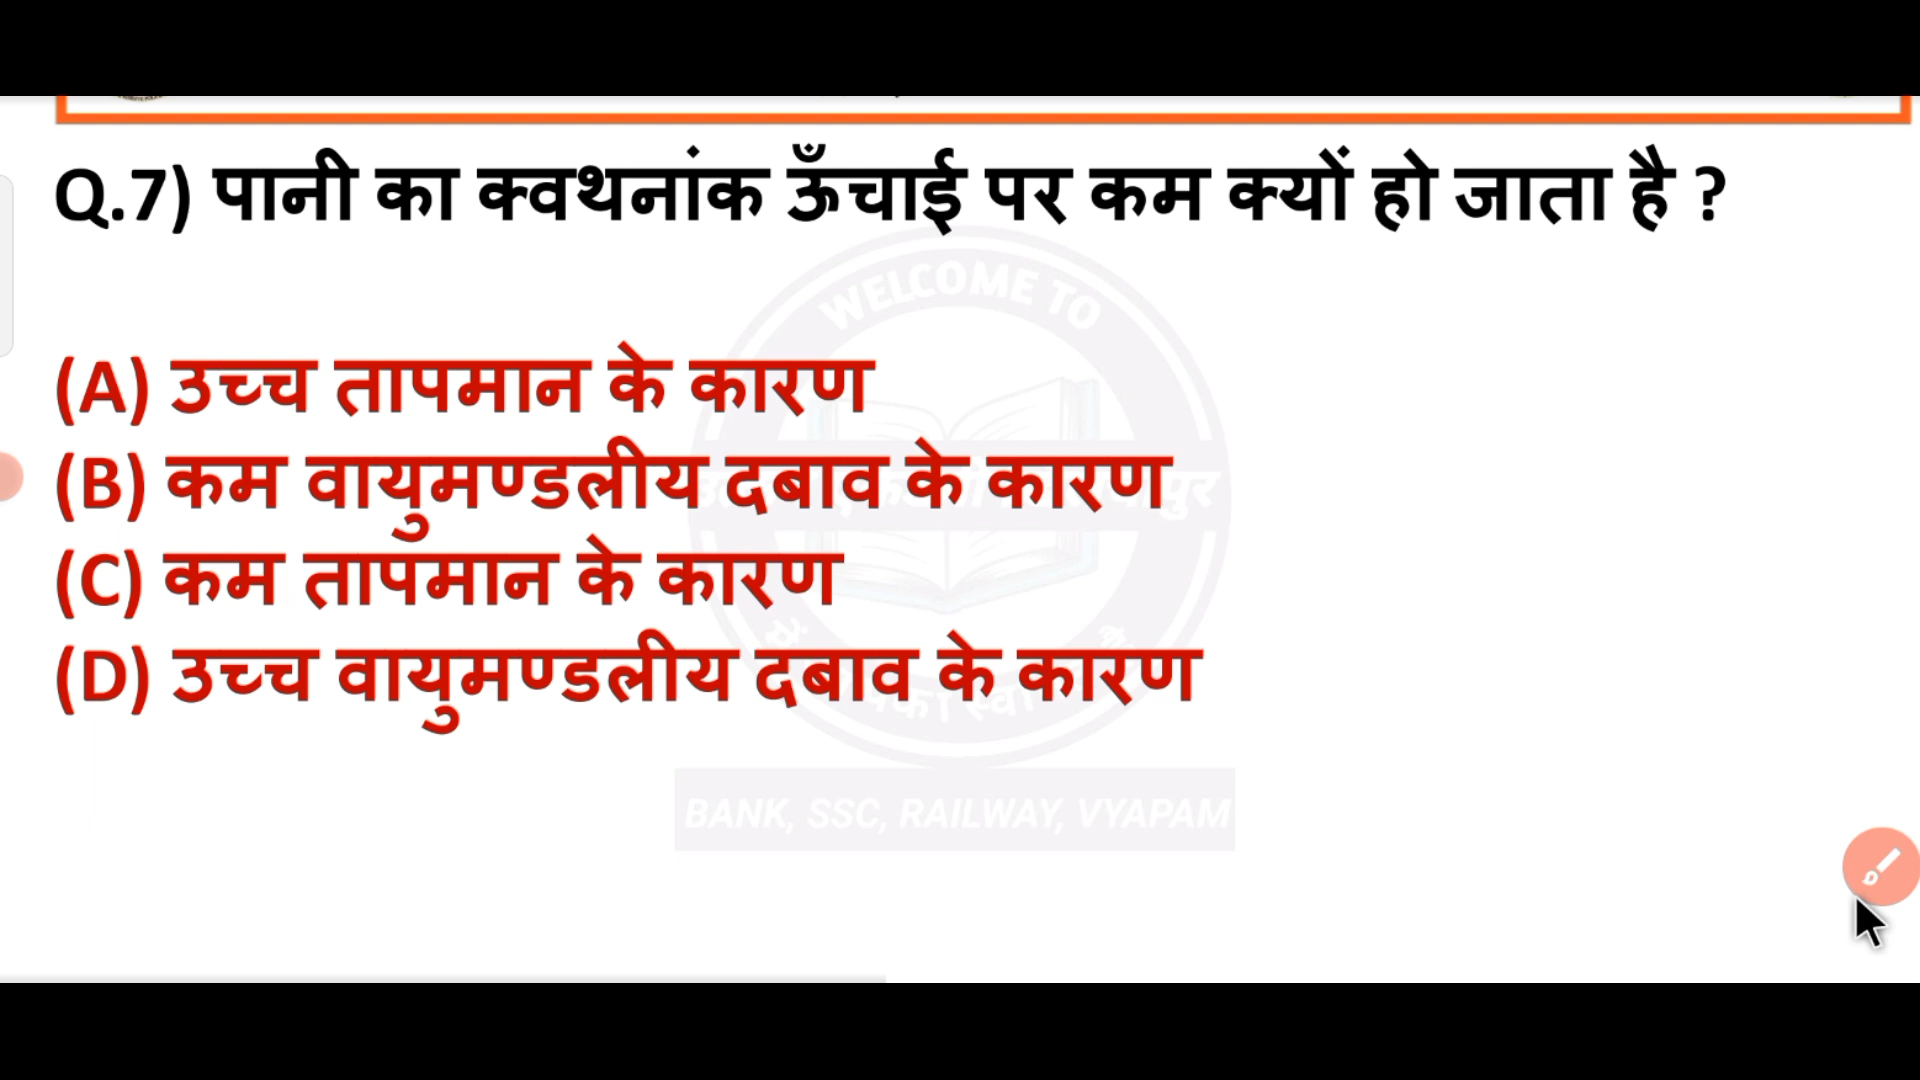 Q.7) पानी का क्वथनांक ऊँचाई पर कम क्यों हो जाता है ?
WELCOME TO
(A) उच्च तापमान के कारण
(B) कम वायुमण्डलीय दबाव के कारण
(C) कम तापमान के कारण
(D) उच्च वायुमण्डलीय दबाव के कारण
BANK, SSC, RAILWAY, VYAPAM